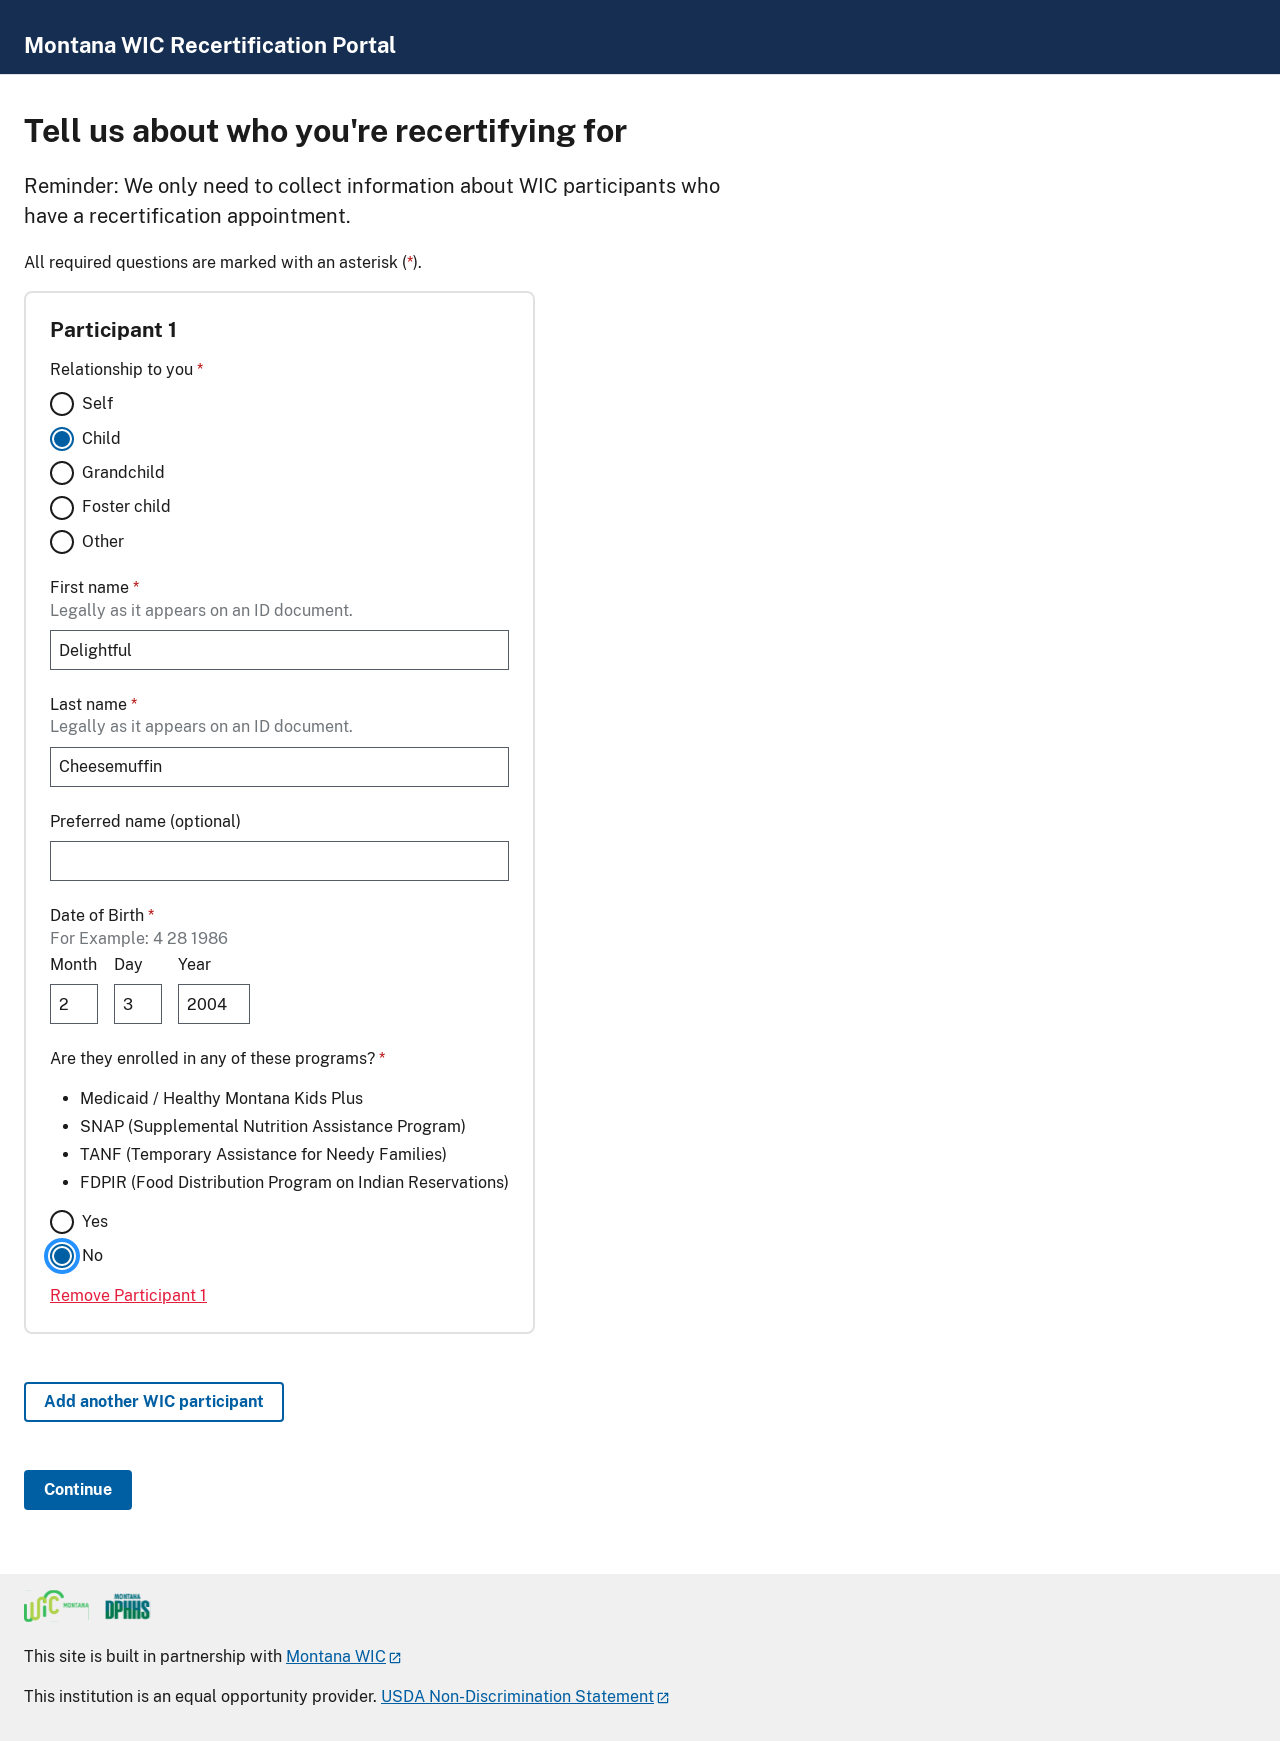 Montana WIC Recertification Portal
Tell us about who you're recertifying for
Reminder: We only need to collect information about WIC participants who
have a recertification appointment.
All required questions are marked with an asterisk (*).
Participant 1
Relationship to you *
Self
Child
Grandchild
Foster child
Other
First name *
Legally as it appears on an ID document.
Delightful
Last name *
Legally as it appears on an ID document.
Cheesemuffin
Preferred name (optional)
Date of Birth *
For Example: 4 28 1986
Month Day Year
2 3 2004
Are they enrolled in any of these programs? *
• Medicaid / Healthy Montana Kids Plus
• SNAP (Supplemental Nutrition Assistance Program)
• TANF (Temporary Assistance for Needy Families)
• FDPIR (Food Distribution Program on Indian Reservations)
Yes
No
Remove Participant 1
Add another WIC participant
Continue
WIC MONTANA MONTANA DPHHS
This site is built in partnership with Montana WIC
This institution is an equal opportunity provider. USDA Non-Discrimination Statement